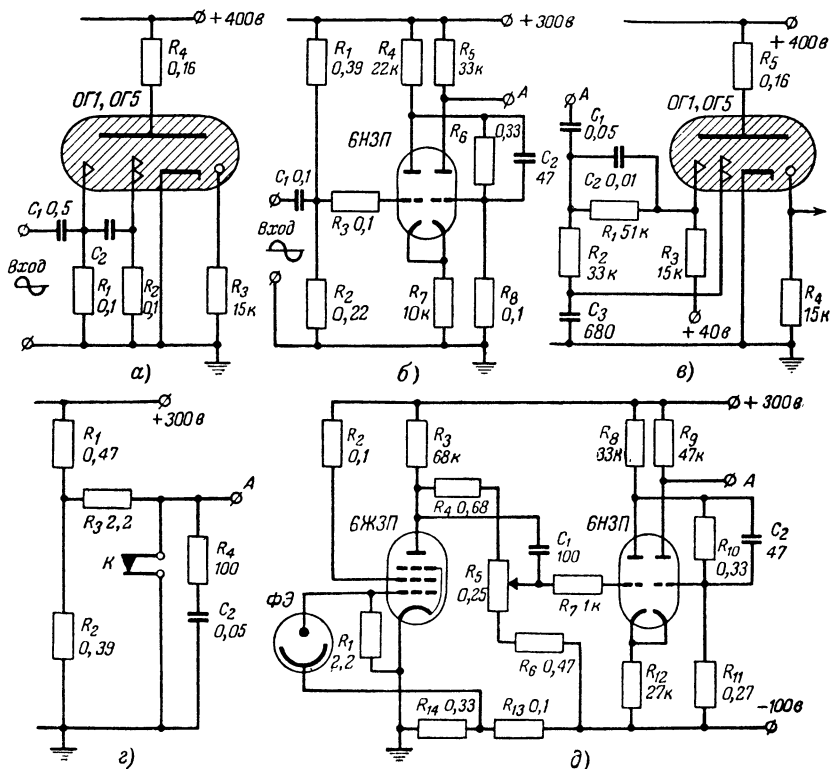 +400в
R4
0,16
ОГ1, ОГ5
C1 0,5
C2
Вход
R1
0,1
R2
0,1
R3
15к
а)
+300в
R1
0,39
R4
22к
R5
33к
А
6Н3П
R6
0,33
C2
47
C1 0,1
R3 0,1
Вход
R2
0,22
R7
10к
R8
0,1
б)
+400в
R5
0,16
ОГ1, ОГ5
А
C1
0,05
C2 0,01
R1 51к
R2
33к
R3
15к
C3
680
+40в
R4
15к
в)
+300в
R1
0,47
А
R3 2,2
К
R4
100
R2
0,39
C2
0,05
г)
+300в
R2
0,1
R3
68к
R8
33к
R9
47к
А
R4 0,68
6Ж3П
6Н3П
C1
100
R10
0,33
C2
47
ФЭ
R5
0,25
R7 1к
R1
2,2
R6 0,47
R12
27к
R11
0,27
R14 0,33
R13 0,1
-100в
д)